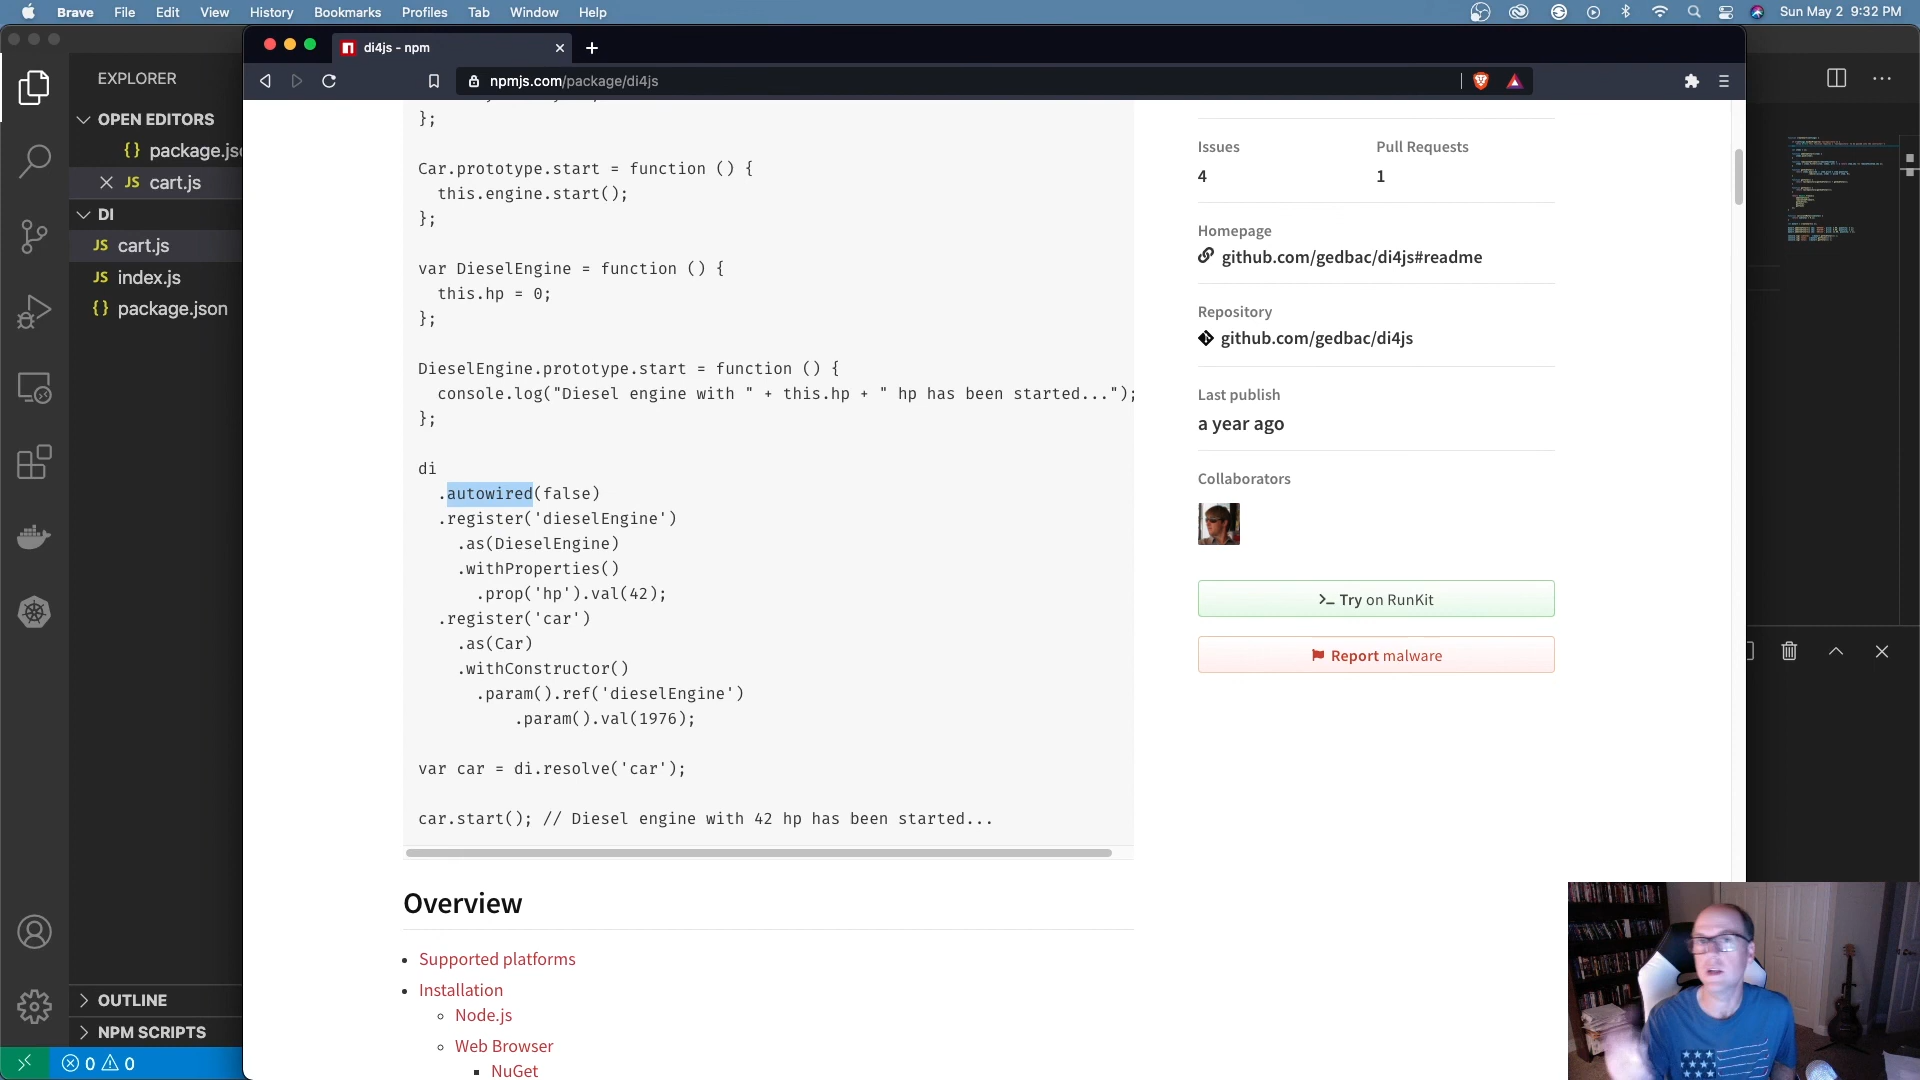 Brave File Edit View History Bookmarks Profiles Tab Window Help
Sun May 2 9:32 PM
di4js - npm
npmjs.com/package/di4js
EXPLORER
OPEN EDITORS
{} package.js
JS cart.js
DI
JS cart.js
JS index.js
{} package.json
OUTLINE
NPM SCRIPTS
0 0
};
Car.prototype.start = function () {
this.engine.start();
};
var DieselEngine = function () {
this.hp = 0;
};
DieselEngine.prototype.start = function () {
console.log("Diesel engine with " + this.hp + " hp has been started...");
};
di
.autowired(false)
.register('dieselEngine')
.as(DieselEngine)
.withProperties()
.prop('hp').val(42);
.register('car')
.as(Car)
.withConstructor()
.param().ref('dieselEngine')
.param().val(1976);
var car = di.resolve('car');
car.start(); // Diesel engine with 42 hp has been started...
Overview
Supported platforms
Installation
Node.js
Web Browser
NuGet
Issues Pull Requests
4 1
Homepage
github.com/gedbac/di4js#readme
Repository
github.com/gedbac/di4js
Last publish
a year ago
Collaborators
Try on RunKit
Report malware